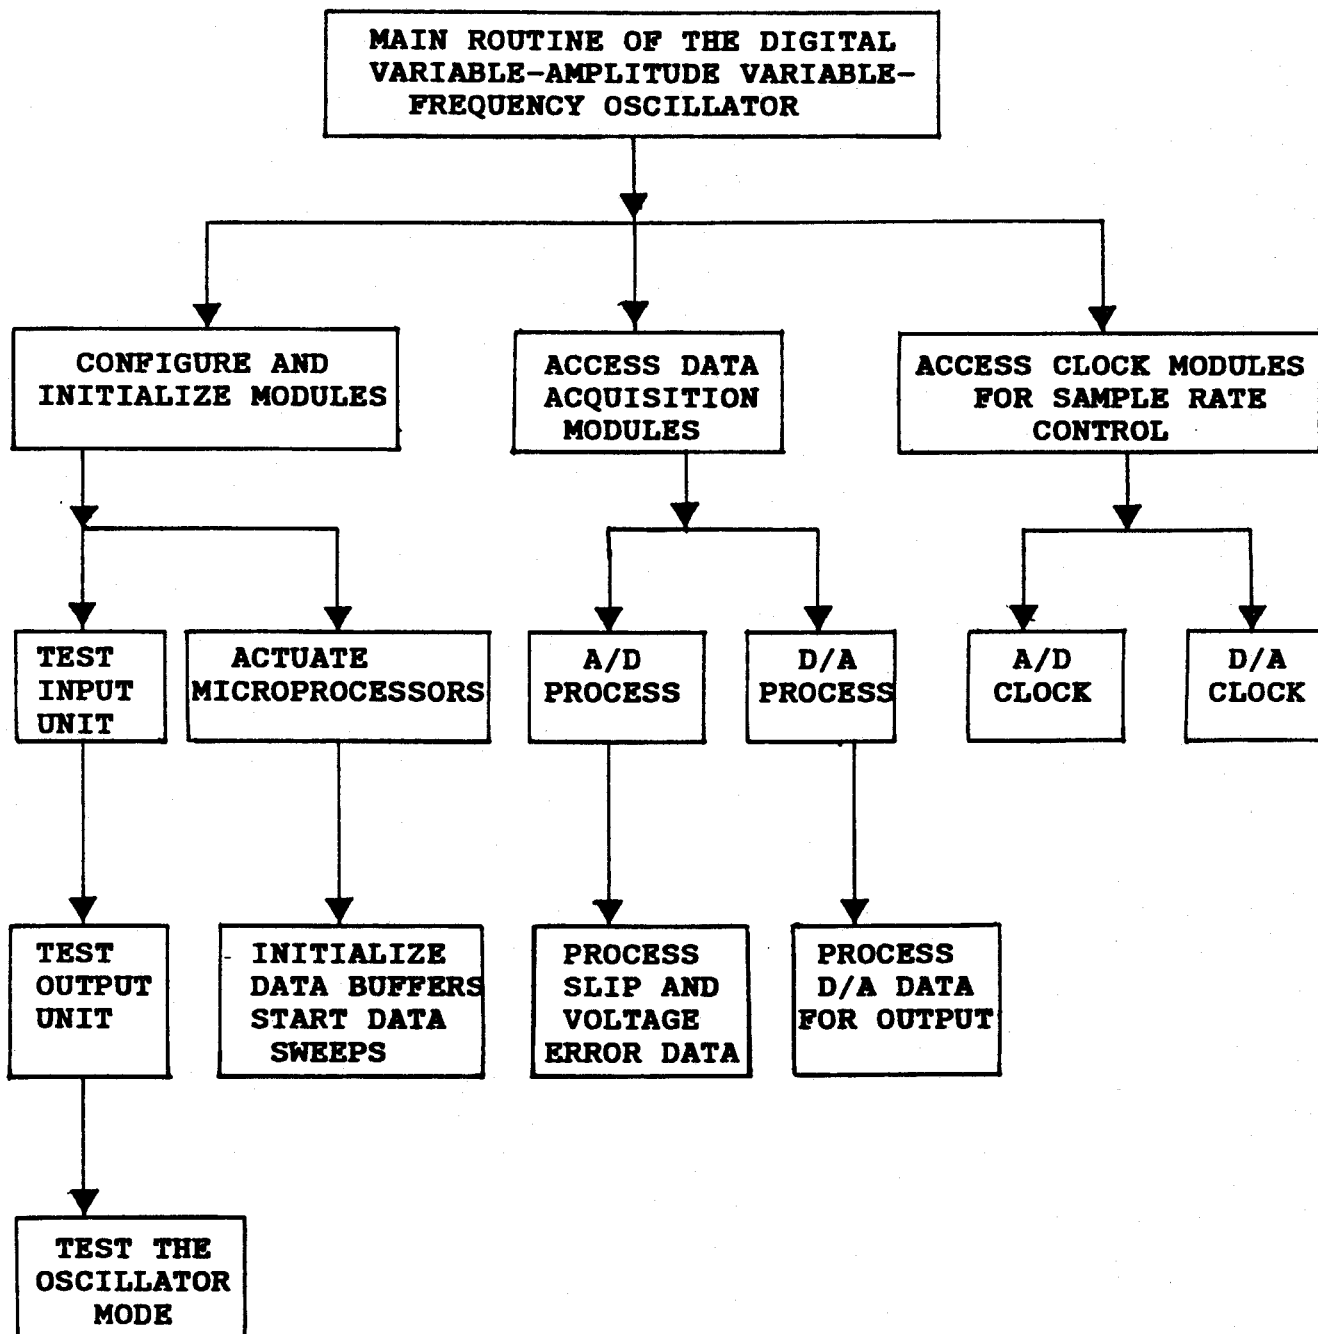 MAIN ROUTINE OF THE DIGITAL
VARIABLE-AMPLITUDE VARIABLE-
FREQUENCY OSCILLATOR
CONFIGURE AND
INITIALIZE MODULES
ACCESS DATA
ACQUISITION
MODULES
ACCESS CLOCK MODULES
FOR SAMPLE RATE
CONTROL
TEST
INPUT
UNIT
ACTUATE
MICROPROCESSORS
A/D
PROCESS
D/A
PROCESS
A/D
CLOCK
D/A
CLOCK
TEST
OUTPUT
UNIT
INITIALIZE
DATA BUFFERS
START DATA
SWEEPS
PROCESS
SLIP AND
VOLTAGE
ERROR DATA
PROCESS
D/A DATA
FOR OUTPUT
TEST THE
OSCILLATOR
MODE